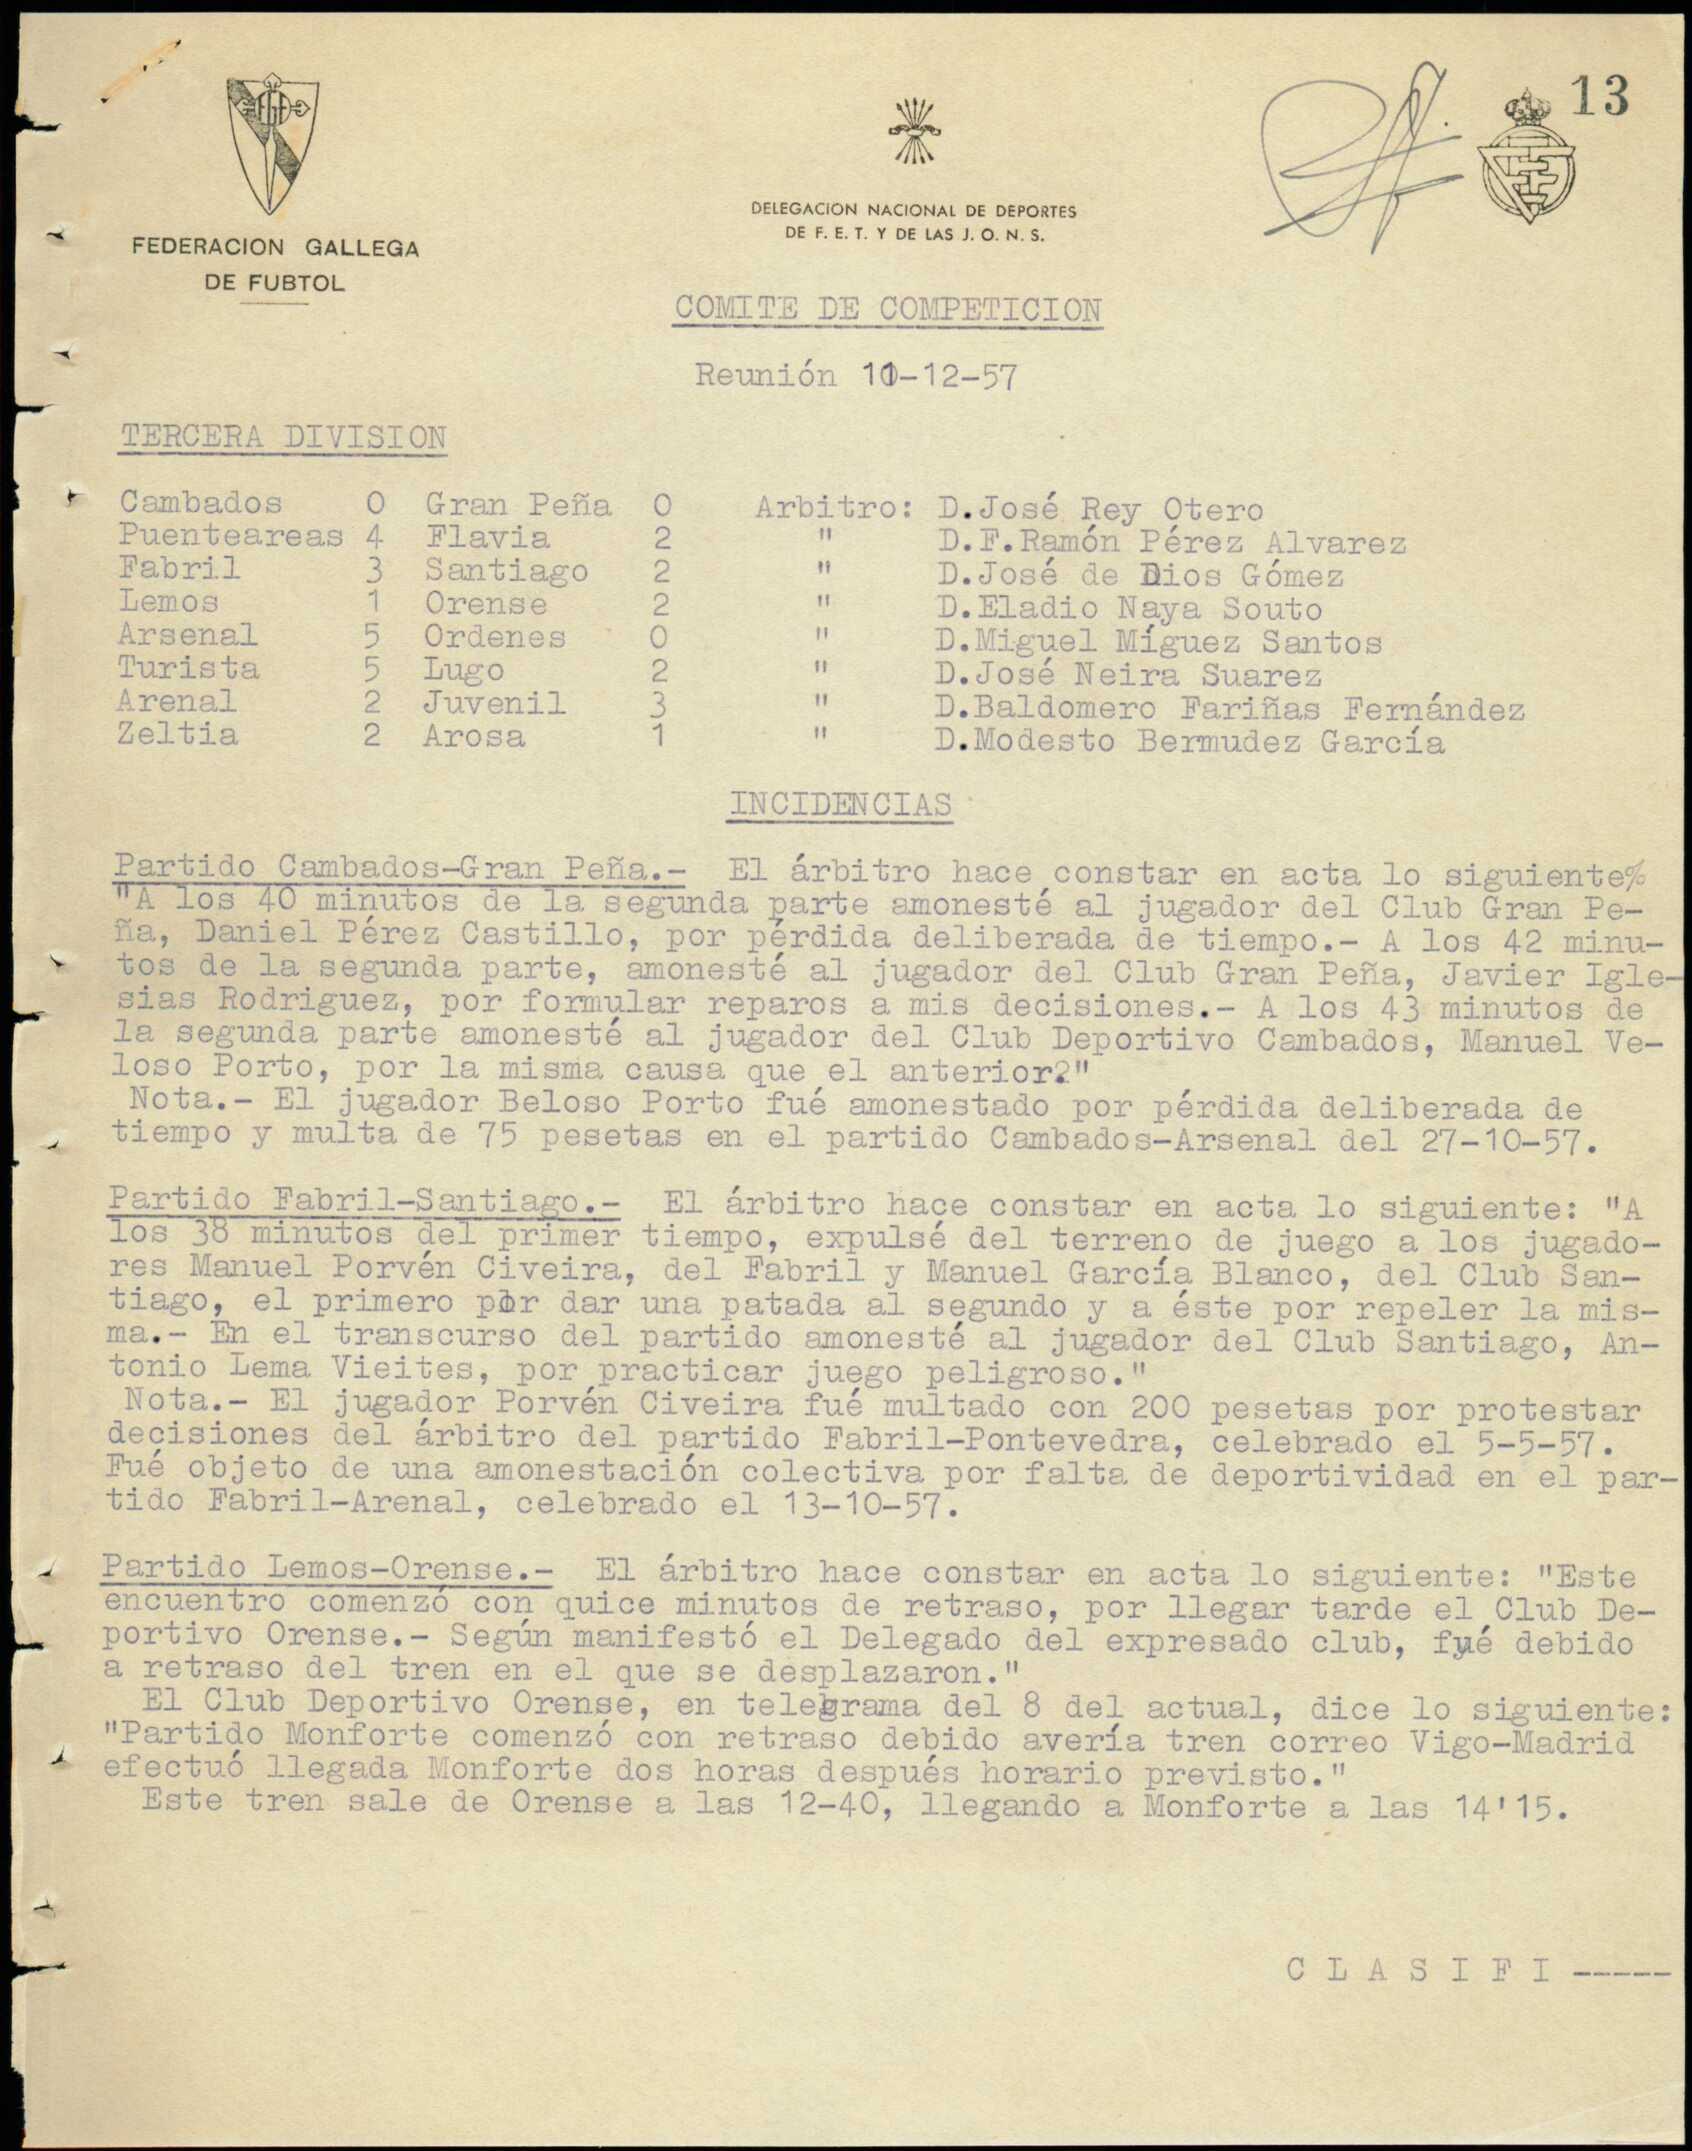 13
FEDERACION GALLEGA
DE FUBTOL
DELEGACION NACIONAL DE DEPORTES
DE F. E. T. Y DE LAS J. O. N. S.
COMITE DE COMPETICION
Reunión 10-12-57
TERCERA DIVISION
Cambados 0 Gran Peña 0 Arbitro: D.José Rey Otero
Puenteareas 4 Flavia 2 " D.F.Ramón Pérez Alvarez
Fabril 3 Santiago 2 " D.José de Dios Gómez
Lemos 1 Orense 2 " D.Eladio Naya Souto
Arsenal 5 Ordenes 0 " D.Miguel Míguez Santos
Turista 5 Lugo 2 " D.José Neira Suarez
Arenal 2 Juvenil 3 " D.Baldomero Fariñas Fernández
Zeltia 2 Arosa 1 " D.Modesto Bermudez García
INCIDENCIAS
Partido Cambados-Gran Peña.- El árbitro hace constar en acta lo siguiente%
"A los 40 minutos de la segunda parte amonesté al jugador del Club Gran Pe-
ña, Daniel Pérez Castillo, por pérdida deliberada de tiempo.- A los 42 minu-
tos de la segunda parte, amonesté al jugador del Club Gran Peña, Javier Igle-
sias Rodriguez, por formular reparos a mis decisiones.- A los 43 minutos de
la segunda parte amonesté al jugador del Club Deportivo Cambados, Manuel Ve-
loso Porto, por la misma causa que el anterior."
Nota.- El jugador Beloso Porto fué amonestado por pérdida deliberada de
tiempo y multa de 75 pesetas en el partido Cambados-Arsenal del 27-10-57.
Partido Fabril-Santiago.- El árbitro hace constar en acta lo siguiente: "A
los 38 minutos del primer tiempo, expulsé del terreno de juego a los jugado-
res Manuel Porvén Civeira, del Fabril y Manuel García Blanco, del Club San-
tiago, el primero por dar una patada al segundo y a éste por repeler la mis-
ma.- En el transcurso del partido amonesté al jugador del Club Santiago, An-
tonio Lema Vieites, por practicar juego peligroso."
Nota.- El jugador Porvén Civeira fué multado con 200 pesetas por protestar
decisiones del árbitro del partido Fabril-Pontevedra, celebrado el 5-5-57.
Fué objeto de una amonestación colectiva por falta de deportividad en el par-
tido Fabril-Arenal, celebrado el 13-10-57.
Partido Lemos-Orense.- El árbitro hace constar en acta lo siguiente: "Este
encuentro comenzó con quice minutos de retraso, por llegar tarde el Club De-
portivo Orense.- Según manifestó el Delegado del expresado club, fué debido
a retraso del tren en el que se desplazaron."
El Club Deportivo Orense, en telegrama del 8 del actual, dice lo siguiente:
"Partido Monforte comenzó con retraso debido avería tren correo Vigo-Madrid
efectuó llegada Monforte dos horas después horario previsto."
Este tren sale de Orense a las 12-40, llegando a Monforte a las 14'15.
C L A S I F I -----